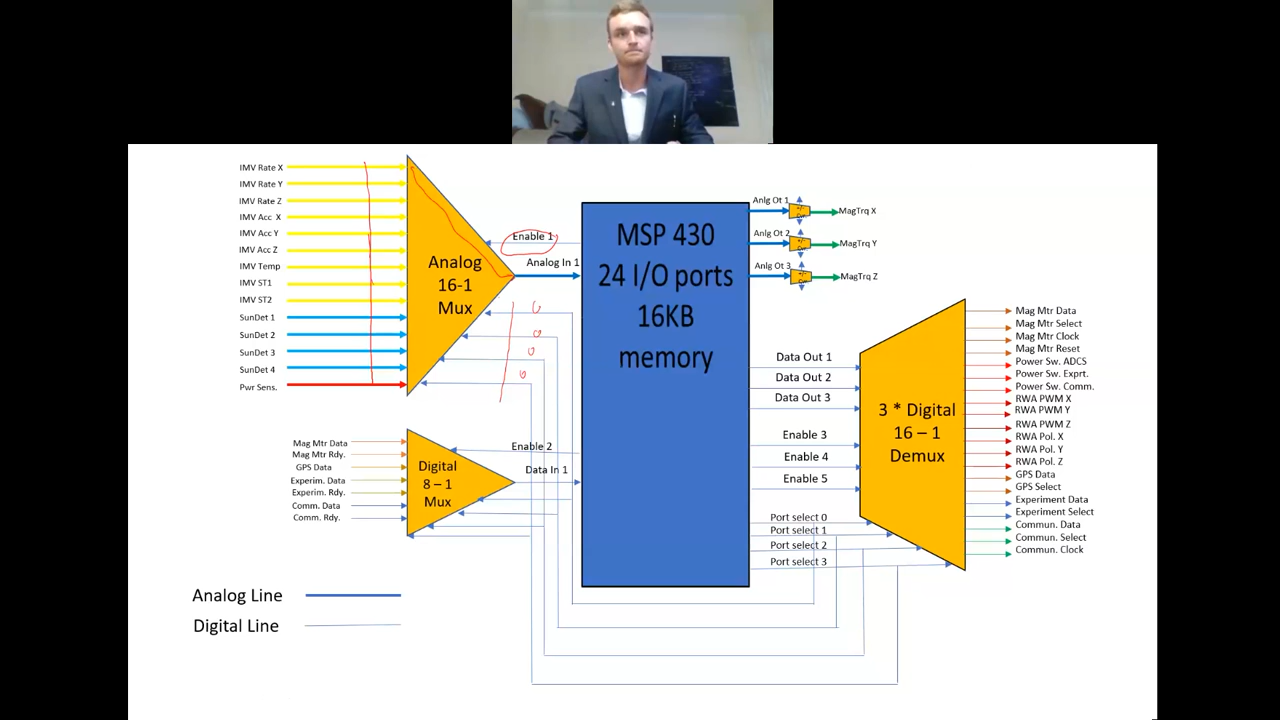 IMV Rate X
IMV Rate Y
IMV Rate Z
IMV Acc X
IMV Acc Y
IMV Acc Z
IMV Temp
IMV ST1
IMV ST2
SunDet 1
SunDet 2
SunDet 3
SunDet 4
Pwr Sens.
Analog
16-1
Mux
Enable 1
Analog In 1
0
0
0
0
Mag Mtr Data
Mag Mtr Rdy.
GPS Data
Experim. Data
Experim. Rdy.
Comm. Data
Comm. Rdy.
Digital
8 – 1
Mux
Enable 2
Data In 1
MSP 430
24 I/O ports
16KB
memory
Anlg Ot 1
MagTrq X
Anlg Ot 2
MagTrq Y
Anlg Ot 3
MagTrq Z
Data Out 1
Data Out 2
Data Out 3
Enable 3
Enable 4
Enable 5
Port select 0
Port select 1
Port select 2
Port select 3
3 * Digital
16 – 1
Demux
Mag Mtr Data
Mag Mtr Select
Mag Mtr Clock
Mag Mtr Reset
Power Sw. ADCS
Power Sw. Exprt.
Power Sw. Comm.
RWA PWM X
RWA PWM Y
RWA PWM Z
RWA Pol. X
RWA Pol. Y
RWA Pol. Z
GPS Data
GPS Select
Experiment Data
Experiment Select
Commun. Data
Commun. Select
Commun. Clock
Analog Line
Digital Line